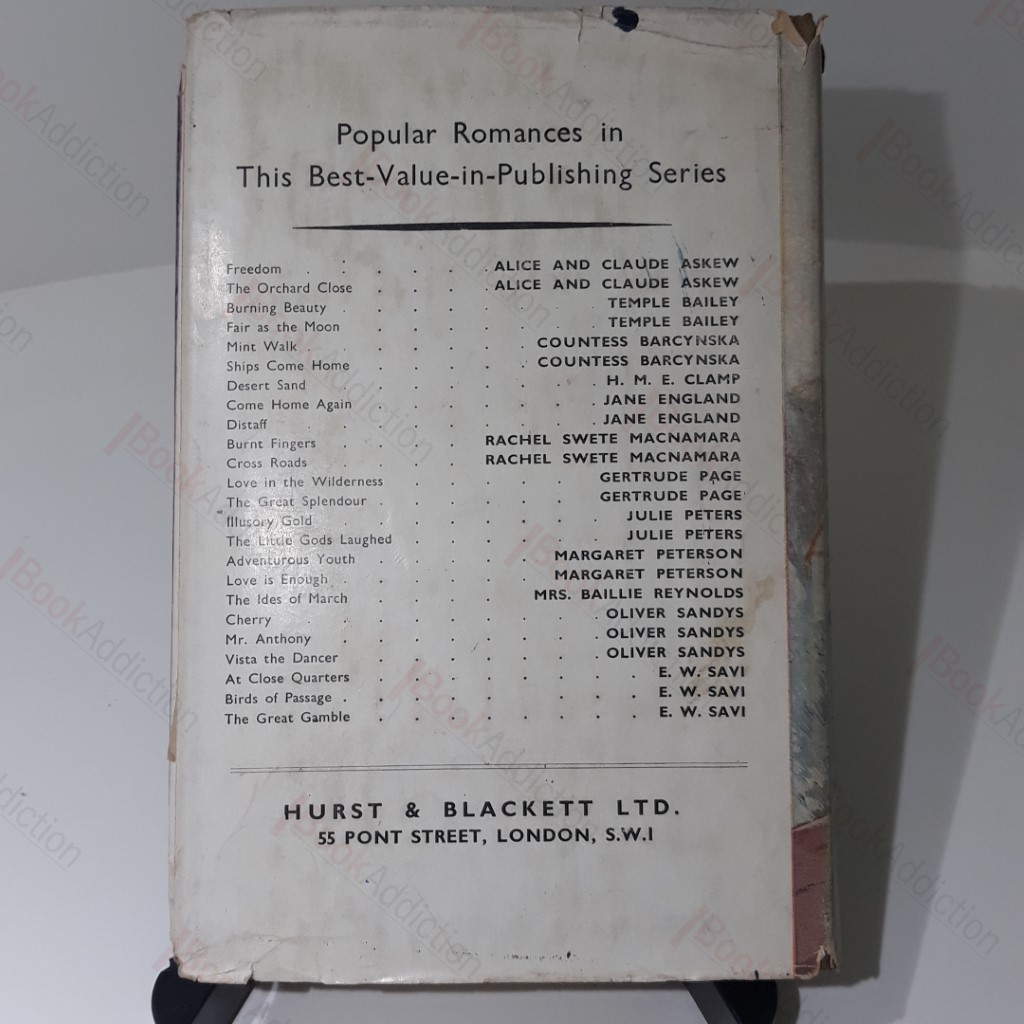 Popular Romances in
This Best-Value-in-Publishing Series
Freedom . . . . . . ALICE AND CLAUDE ASKEW
The Orchard Close . . . . ALICE AND CLAUDE ASKEW
Burning Beauty . . . . . . . . TEMPLE BAILEY
Fair as the Moon . . . . . . . TEMPLE BAILEY
Mint Walk . . . . . . . COUNTESS BARCYNSKA
Ships Come Home . . . . . COUNTESS BARCYNSKA
Desert Sand . . . . . . . H. M. E. CLAMP
Come Home Again . . . . . . . JANE ENGLAND
Distaff . . . . . . . . . JANE ENGLAND
Burnt Fingers . . . . RACHEL SWETE MACNAMARA
Cross Roads . . . . RACHEL SWETE MACNAMARA
Love in the Wilderness . . . . . GERTRUDE PAGE
The Great Splendour . . . . . . GERTRUDE PAGE
Illusory Gold . . . . . . . . JULIE PETERS
The Little Gods Laughed . . . . . . JULIE PETERS
Adventurous Youth . . . . . MARGARET PETERSON
Love is Enough . . . . . . MARGARET PETERSON
The Ides of March . . . . MRS. BAILLIE REYNOLDS
Cherry . . . . . . . . . OLIVER SANDYS
Mr. Anthony . . . . . . . . OLIVER SANDYS
Vista the Dancer . . . . . . . OLIVER SANDYS
At Close Quarters . . . . . . . . E. W. SAVI
Birds of Passage . . . . . . . . . E. W. SAVI
The Great Gamble . . . . . . . . E. W. SAVI
HURST & BLACKETT LTD.
55 PONT STREET, LONDON, S.W.1
BookAddiction